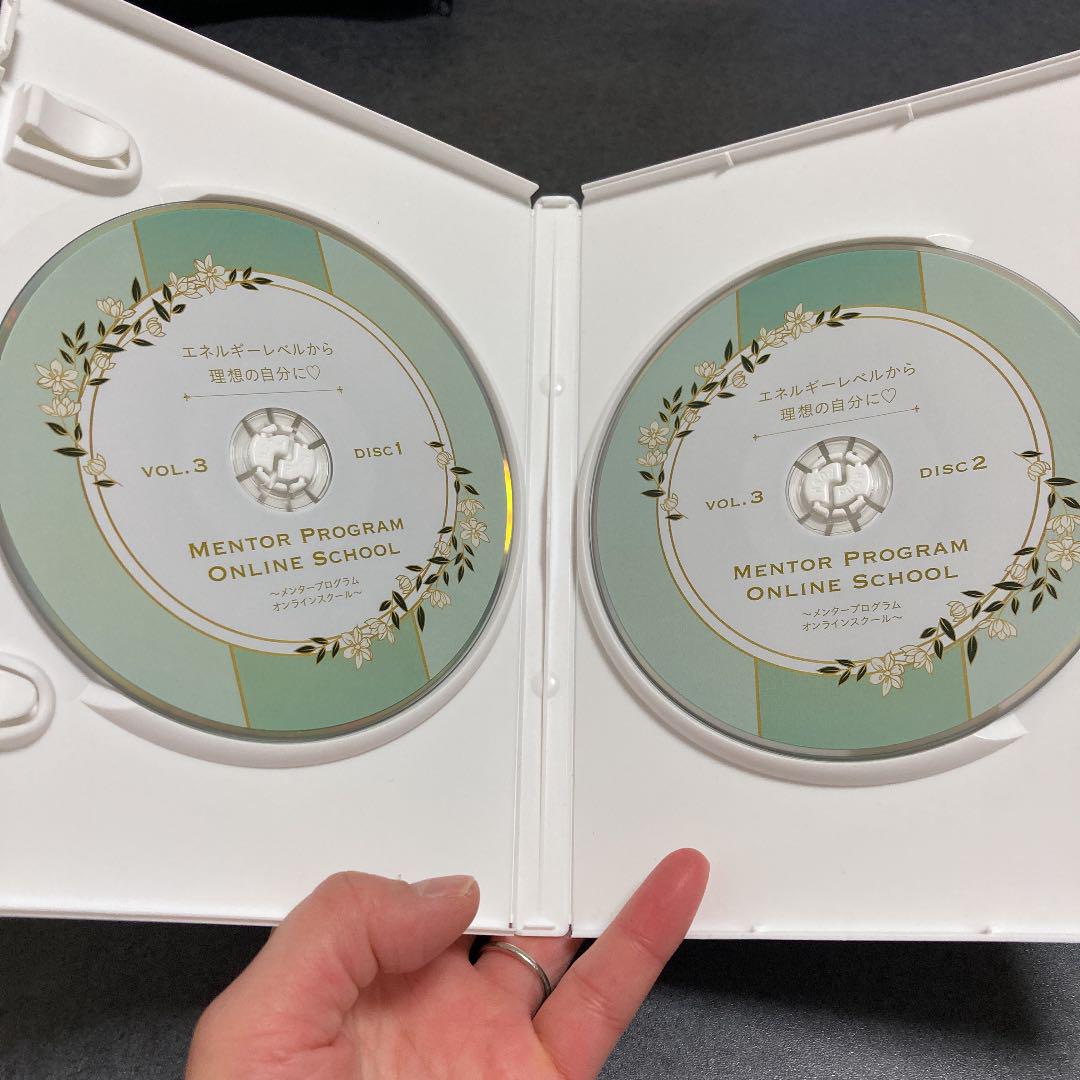 エネルギーレベルから
理想の自分に♡
VOL. 3
DISC 1
MENTOR PROGRAM
ONLINE SCHOOL
～メンタープログラム
オンラインスクール～
エネルギーレベルから
理想の自分に♡
VOL. 3
DISC 2
MENTOR PROGRAM
ONLINE SCHOOL
～メンタープログラム
オンラインスクール～